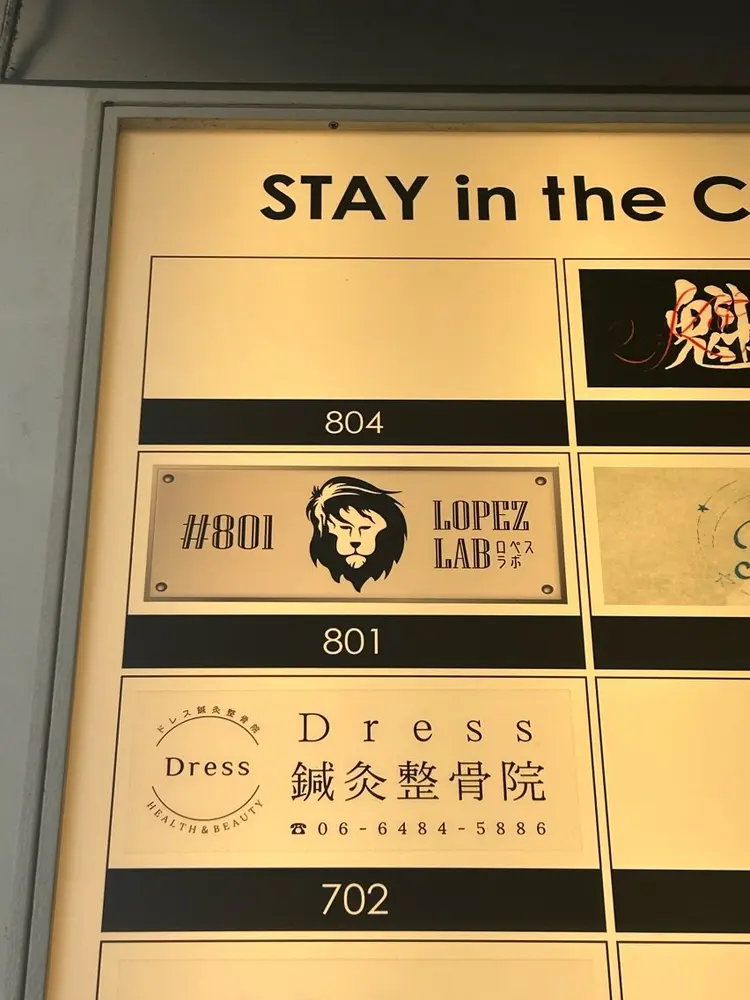 STAY in the C
魁
804
#801
LOPEZ
LAB ロペス
ラボ
801
ドレス鍼灸整骨院
Dress
HEALTH & BEAUTY
Dress
鍼灸整骨院
☎06-6484-5886
702